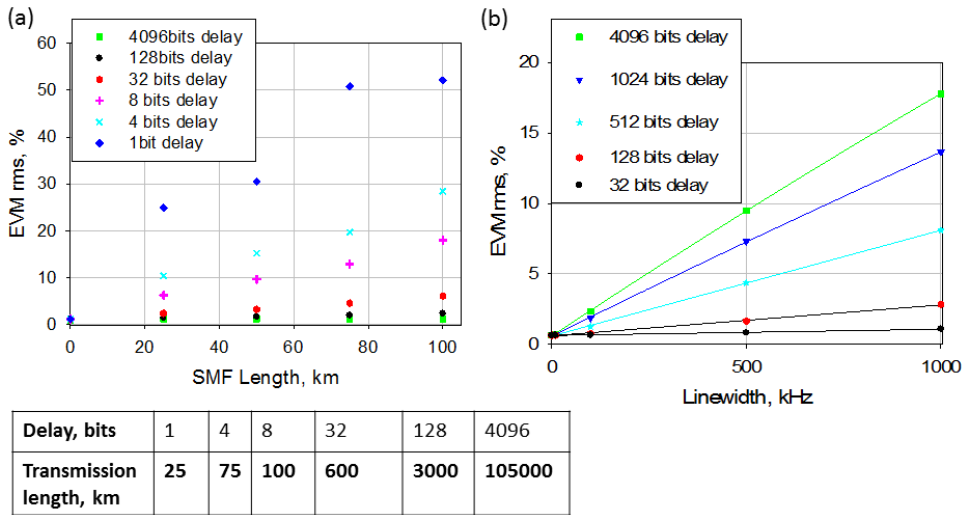 (a)
4096bits delay
128bits delay
32 bits delay
8 bits delay
4 bits delay
1bit delay
EVM rms, %
60
50
40
30
20
10
0
0 20 40 60 80 100
SMF Length, km
(b)
4096 bits delay
1024 bits delay
512 bits delay
128 bits delay
32 bits delay
EVM rms, %
20
15
10
5
0
0 500 1000
Linewidth, kHz
Delay, bits 1 4 8 32 128 4096
Transmission 25 75 100 600 3000 105000
length, km